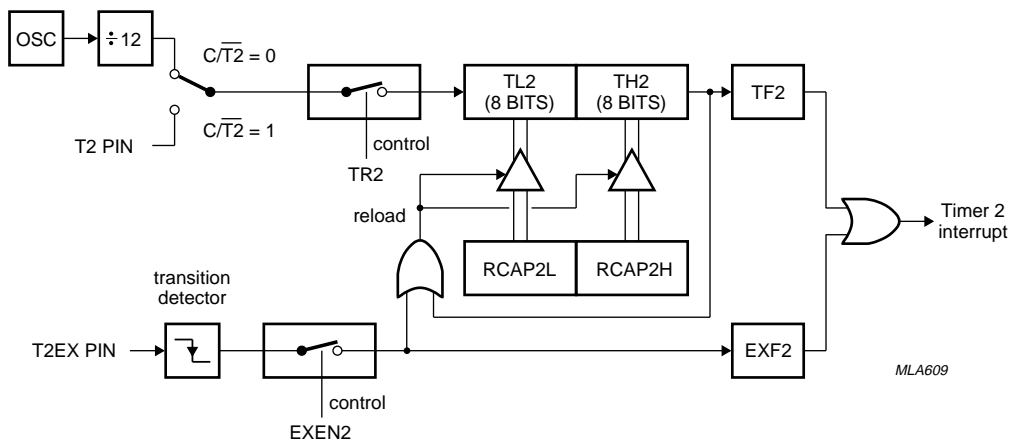 OSC
÷ 12
C/T2̅ = 0
C/T2̅ = 1
T2 PIN
control
TR2
TL2
(8 BITS)
TH2
(8 BITS)
TF2
reload
RCAP2L
RCAP2H
Timer 2
interrupt
transition
detector
T2EX PIN
control
EXEN2
EXF2
MLA609